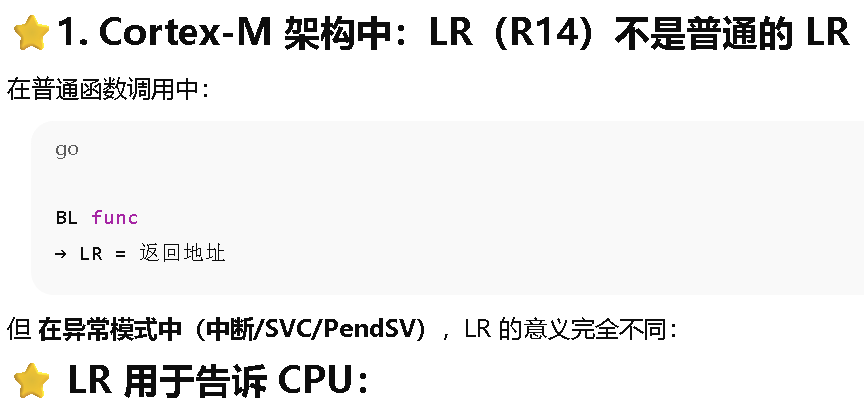 ⭐1. Cortex-M 架构中：LR（R14）不是普通的 LR
在普通函数调用中：
go
BL func
→ LR = 返回地址
但 在异常模式中（中断/SVC/PendSV），LR 的意义完全不同：
⭐ LR 用于告诉 CPU：